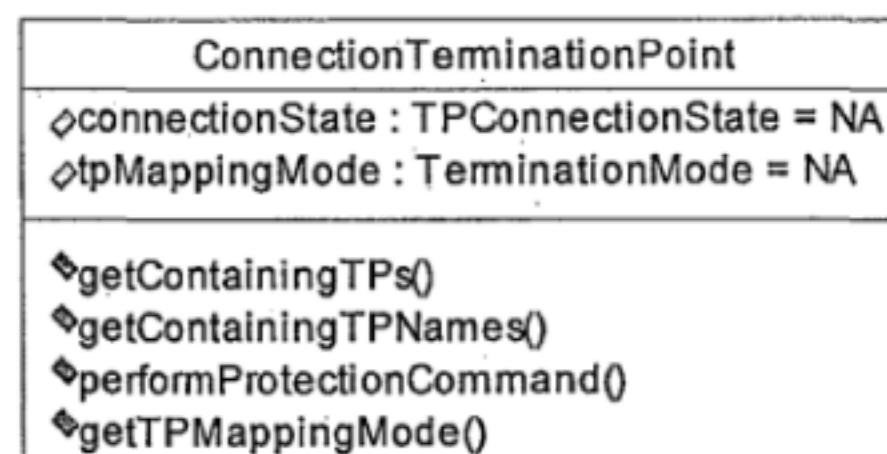 ConnectionTerminationPoint
connectionState : TPConnectionState = NA
tpMappingMode : TerminationMode = NA
getContainingTPs()
getContainingTPNames()
performProtectionCommand()
getTPMappingMode()